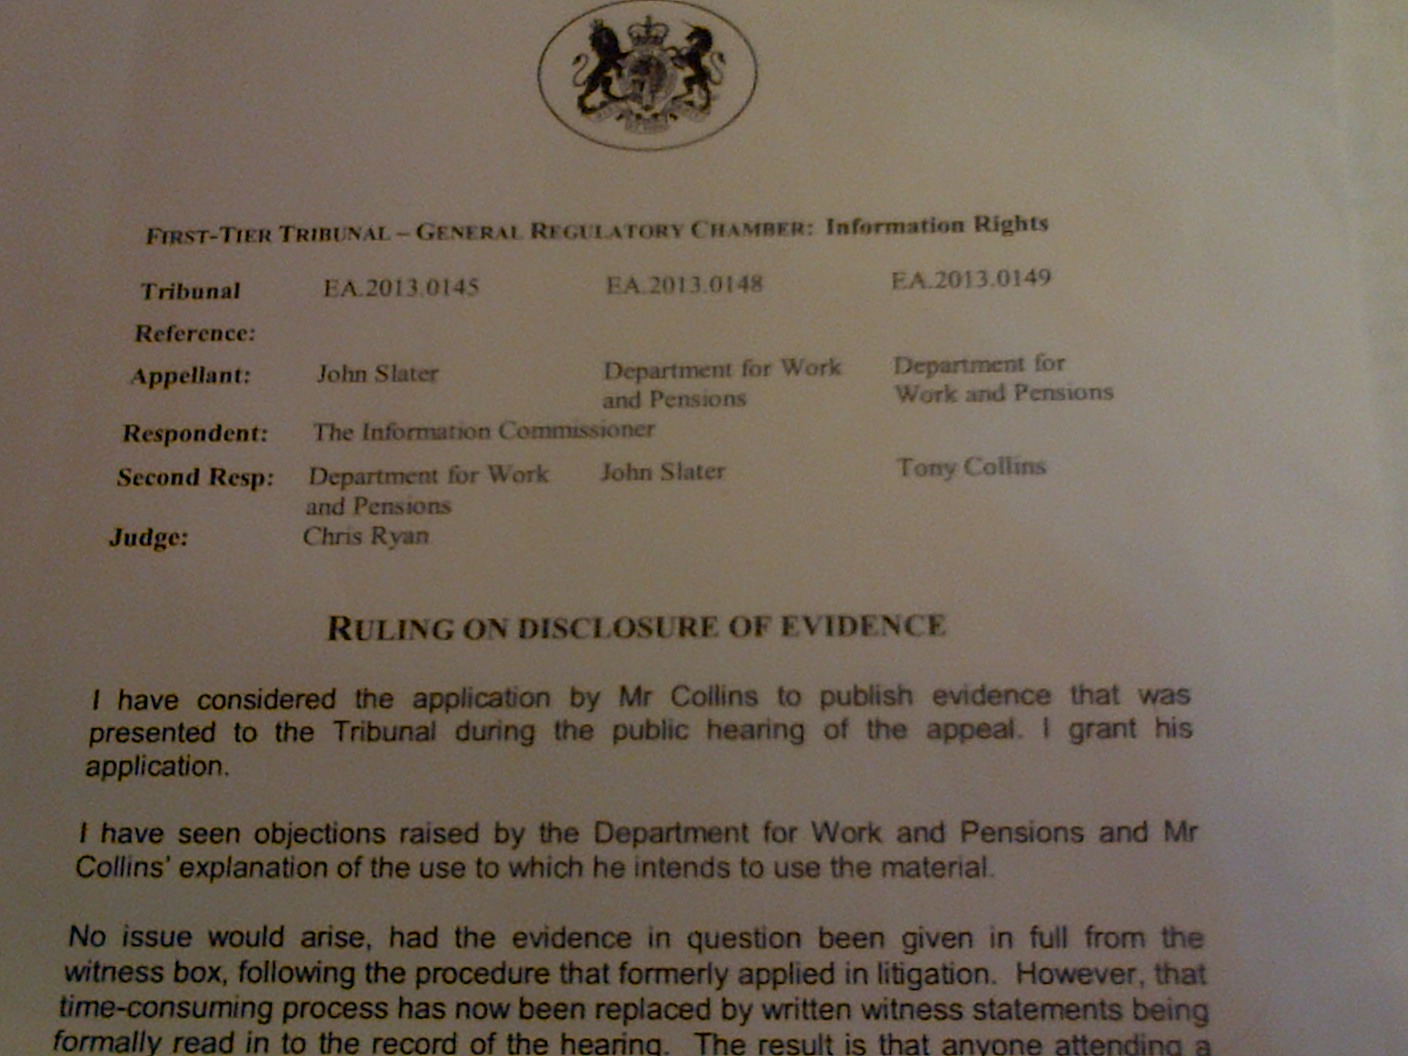 FIRST-TIER TRIBUNAL – GENERAL REGULATORY CHAMBER: Information Rights
Tribunal EA.2013.0145 EA.2013.0148 EA.2013.0149
Reference:
Appellant: John Slater Department for Work Department for
and Pensions Work and Pensions
Respondent: The Information Commissioner
Second Resp: Department for Work John Slater Tony Collins
and Pensions
Judge: Chris Ryan
RULING ON DISCLOSURE OF EVIDENCE
I have considered the application by Mr Collins to publish evidence that was
presented to the Tribunal during the public hearing of the appeal. I grant his
application.
I have seen objections raised by the Department for Work and Pensions and Mr
Collins' explanation of the use to which he intends to use the material.
No issue would arise, had the evidence in question been given in full from the
witness box, following the procedure that formerly applied in litigation. However, that
time-consuming process has now been replaced by written witness statements being
formally read in to the record of the hearing. The result is that anyone attending a